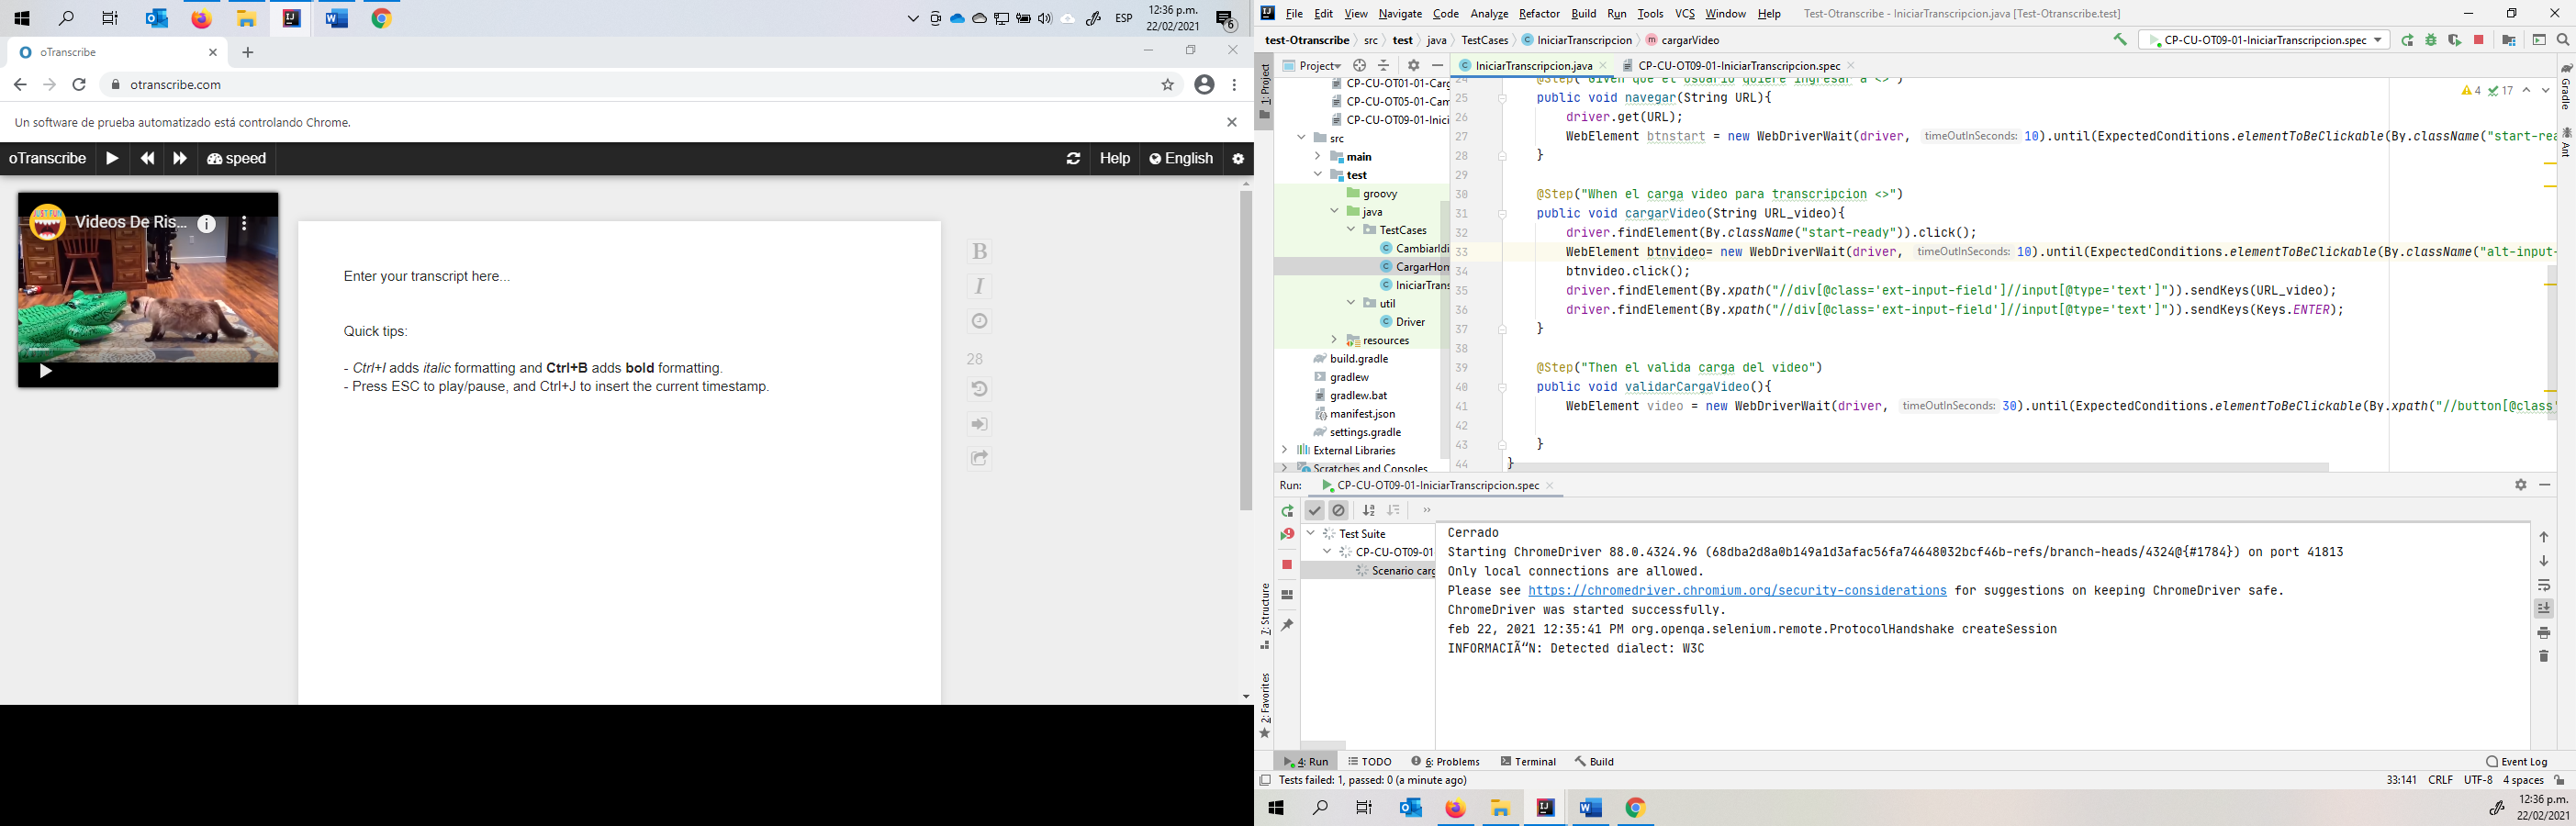 ESP
12:36 p.m.
22/02/2021
6
oTranscribe
otranscribe.com
Un software de prueba automatizado está controlando Chrome.
oTranscribe
speed
Help
English
JUST FUN
Videos De Ris...
Enter your transcript here...
Quick tips:
- Ctrl+I adds italic formatting and Ctrl+B adds bold formatting.
- Press ESC to play/pause, and Ctrl+J to insert the current timestamp.
B
I
28
File Edit View Navigate Code Analyze Refactor Build Run Tools VCS Window Help Test-Otranscribe - IniciarTranscripcion.java [Test-Otranscribe.test]
test-Otranscribe src test java TestCases IniciarTranscripcion cargarVideo
CP-CU-OT09-01-IniciarTranscripcion.spec
1: Project
Project
CP-CU-OT01-01-Carg
CP-CU-OT05-01-Cam
CP-CU-OT09-01-Inici
src
main
test
groovy
java
TestCases
CambiarIdi
CargarHon
IniciarTrans
util
Driver
resources
build.gradle
gradlew
gradlew.bat
manifest.json
settings.gradle
External Libraries
Scratches and Consoles
IniciarTranscripcion.java CP-CU-OT09-01-IniciarTranscripcion.spec
4 17
24 @Step("Given que el usuario quiere ingresar a <>")
25 public void navegar(String URL){
26 driver.get(URL);
27 WebElement btnstart = new WebDriverWait(driver, timeOutInSeconds: 10).until(ExpectedConditions.elementToBeClickable(By.className("start-rea
28 }
29
30 @Step("When el carga video para transcripcion <>")
31 public void cargarVideo(String URL_video){
32 driver.findElement(By.className("start-ready")).click();
33 WebElement btnvideo= new WebDriverWait(driver, timeOutInSeconds: 10).until(ExpectedConditions.elementToBeClickable(By.className("alt-input-
34 btnvideo.click();
35 driver.findElement(By.xpath("//div[@class='ext-input-field']//input[@type='text']")).sendKeys(URL_video);
36 driver.findElement(By.xpath("//div[@class='ext-input-field']//input[@type='text']")).sendKeys(Keys.ENTER);
37 }
38
39 @Step("Then el valida carga del video")
40 public void validarCargaVideo(){
41 WebElement video = new WebDriverWait(driver, timeOutInSeconds: 30).until(ExpectedConditions.elementToBeClickable(By.xpath("//button[@class'
42
43 }
44 }
Gradle
Ant
Run: CP-CU-OT09-01-IniciarTranscripcion.spec
Test Suite
CP-CU-OT09-01
Scenario carg
Cerrado
Starting ChromeDriver 88.0.4324.96 (68dba2d8a0b149a1d3afac56fa74648032bcf46b-refs/branch-heads/4324@{#1784}) on port 41813
Only local connections are allowed.
Please see https://chromedriver.chromium.org/security-considerations for suggestions on keeping ChromeDriver safe.
ChromeDriver was started successfully.
feb 22, 2021 12:35:41 PM org.openqa.selenium.remote.ProtocolHandshake createSession
INFORMACIÃ“N: Detected dialect: W3C
7: Structure
2: Favorites
4: Run TODO 6: Problems Terminal Build Event Log
Tests failed: 1, passed: 0 (a minute ago) 33:141 CRLF UTF-8 4 spaces
12:36 p.m.
22/02/2021